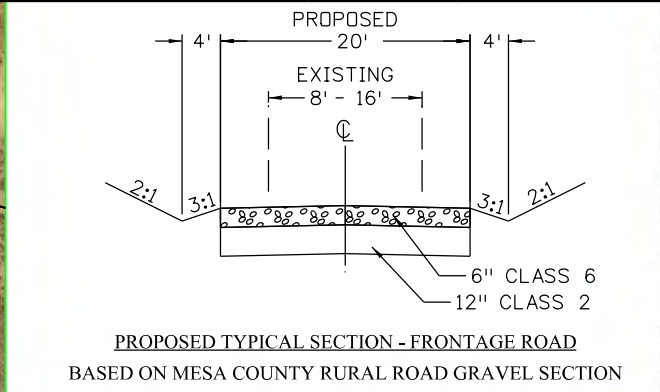 PROPOSED
4' 20' 4'
EXISTING
8' - 16'
℄
2:1 3:1 3:1 2:1
6" CLASS 6
12" CLASS 2
PROPOSED TYPICAL SECTION - FRONTAGE ROAD
BASED ON MESA COUNTY RURAL ROAD GRAVEL SECTION